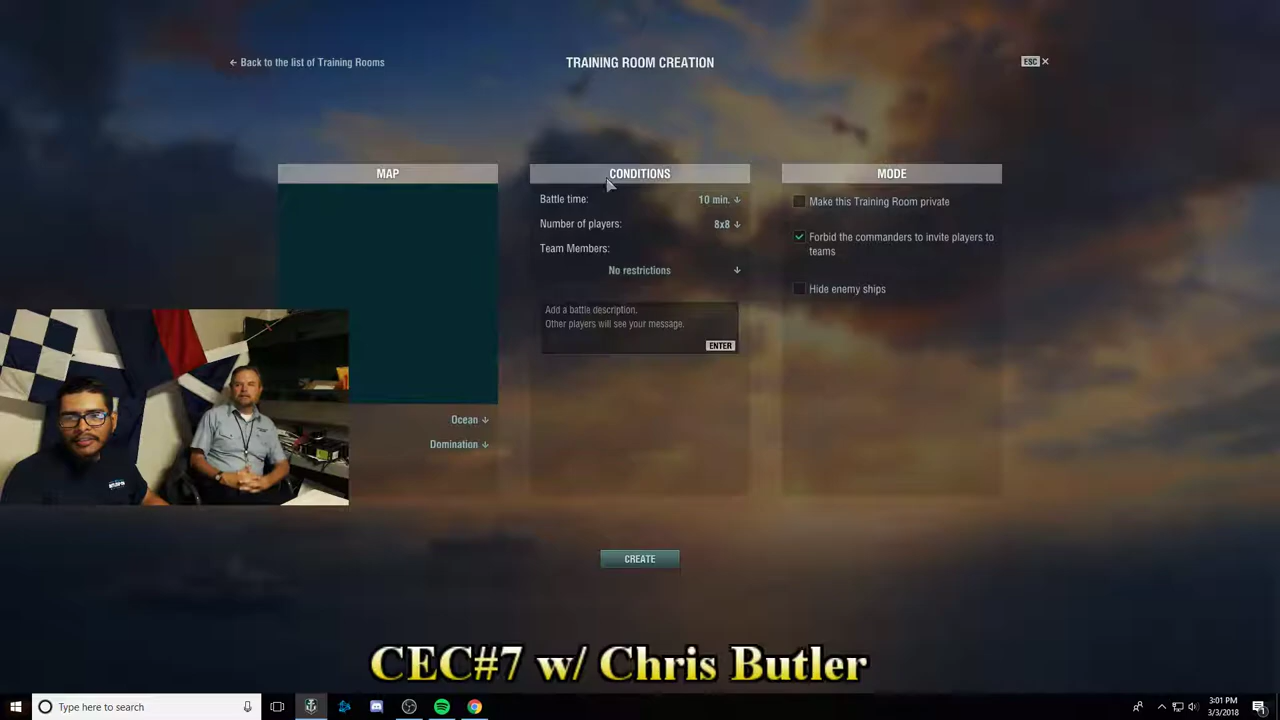 ← Back to the list of Training Rooms
TRAINING ROOM CREATION
ESC ×
MAP
Ocean
Domination
CONDITIONS
Battle time: 10 min.
Number of players: 8x8
Team Members:
No restrictions
Add a battle description.
Other players will see your message.
ENTER
MODE
Make this Training Room private
Forbid the commanders to invite players to
teams
Hide enemy ships
CREATE
CEC#7 w/ Chris Butler
Type here to search
3:01 PM
3/3/2018